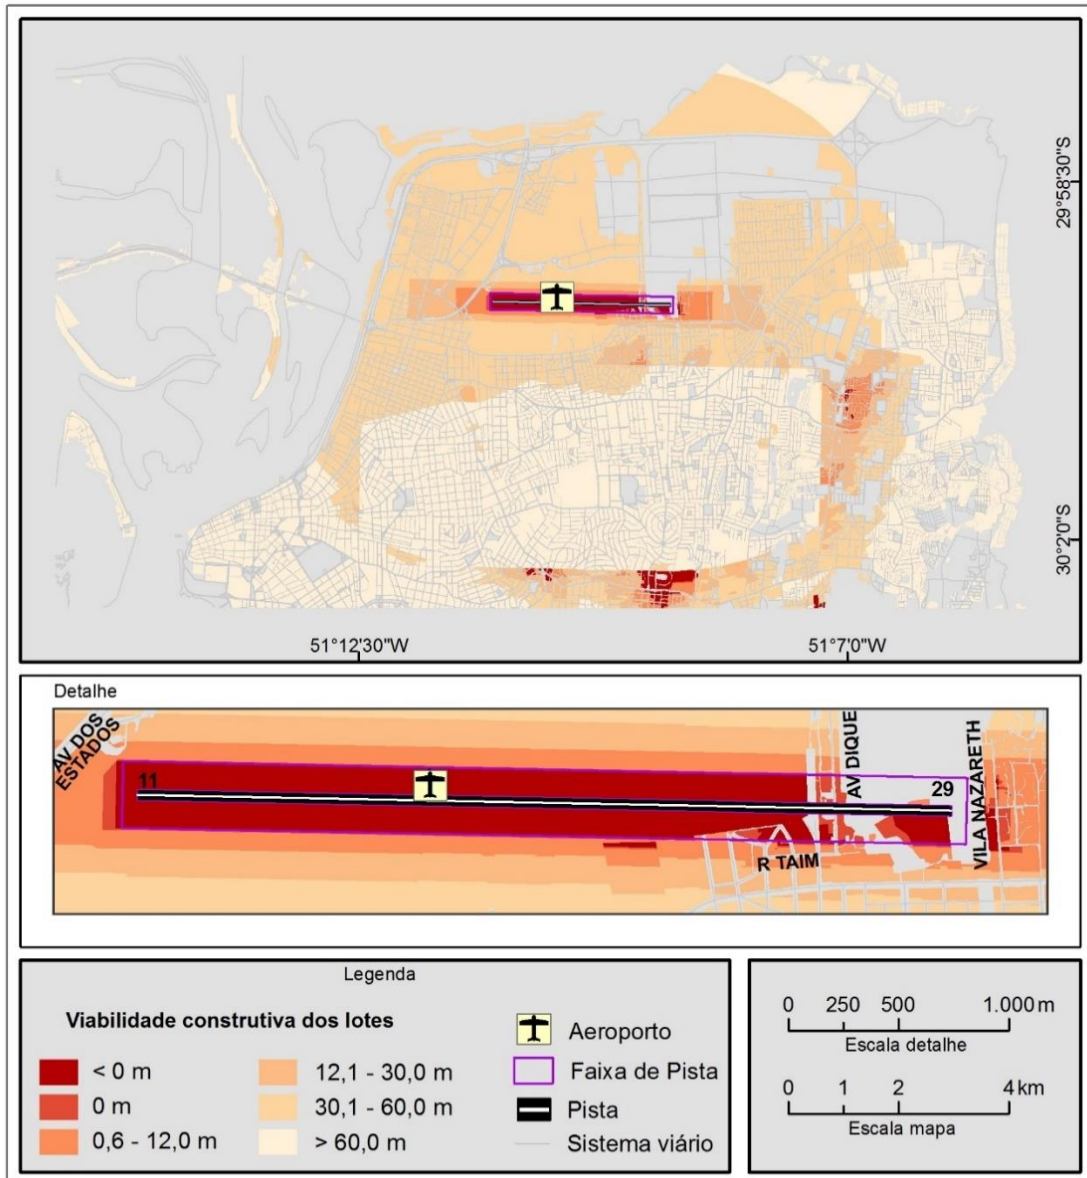 29°58'30"S
30°2'0"S
51°12'30"W
51°7'0"W
Detalhe
AV DOS
ESTADOS
11
AV DIQUE
29
VILA NAZARETH
R TAIM
Legenda
Viabilidade construtiva dos lotes
< 0 m
0 m
0,6 - 12,0 m
12,1 - 30,0 m
30,1 - 60,0 m
> 60,0 m
Aeroporto
Faixa de Pista
Pista
Sistema viário
0 250 500 1.000 m
Escala detalhe
0 1 2 4 km
Escala mapa